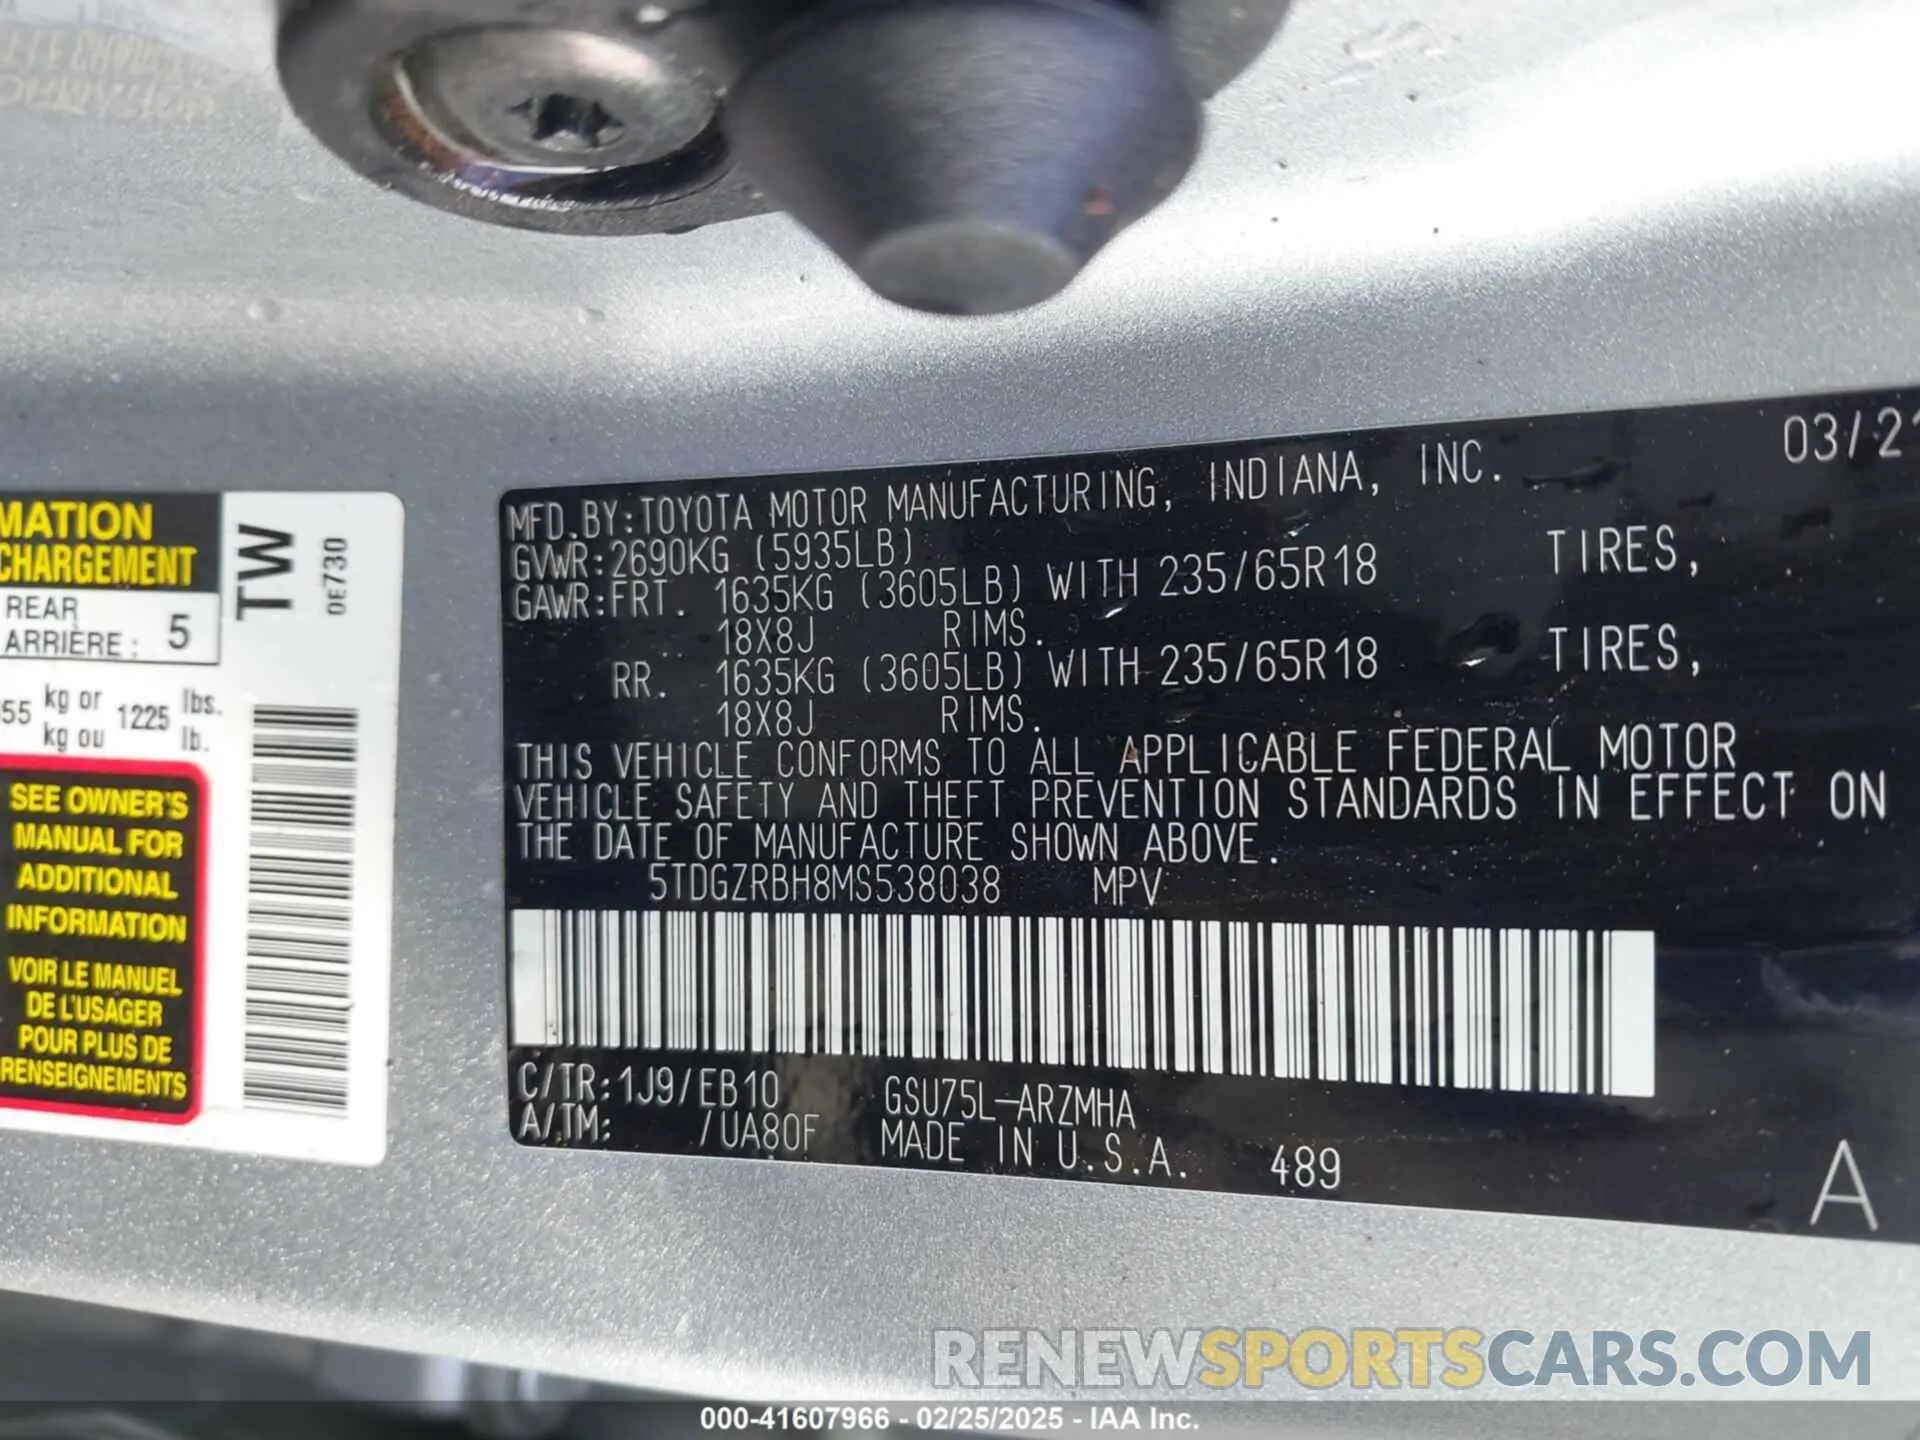 MATION
CHARGEMENT
REAR
ARRIÈRE : 5
55 kg or 1225 lbs.
kg ou lb.
SEE OWNER'S
MANUAL FOR
ADDITIONAL
INFORMATION
VOIR LE MANUEL
DE L'USAGER
POUR PLUS DE
RENSEIGNEMENTS
TW
0E730
03/21
MFD.BY:TOYOTA MOTOR MANUFACTURING, INDIANA, INC.
GVWR:2690KG (5935LB)
GAWR:FRT. 1635KG (3605LB) WITH 235/65R18 TIRES,
18X8J RIMS.
RR. 1635KG (3605LB) WITH 235/65R18 TIRES,
18X8J RIMS.
THIS VEHICLE CONFORMS TO ALL APPLICABLE FEDERAL MOTOR
VEHICLE SAFETY AND THEFT PREVENTION STANDARDS IN EFFECT ON
THE DATE OF MANUFACTURE SHOWN ABOVE.
5TDGZRBH8MS538038 MPV
C/TR:1J9/EB10 GSU75L-ARZMHA
A/TM: /UA80F MADE IN U.S.A. 489
A
RENEWSPORTSCARS.COM
000-41607966 - 02/25/2025 - IAA Inc.